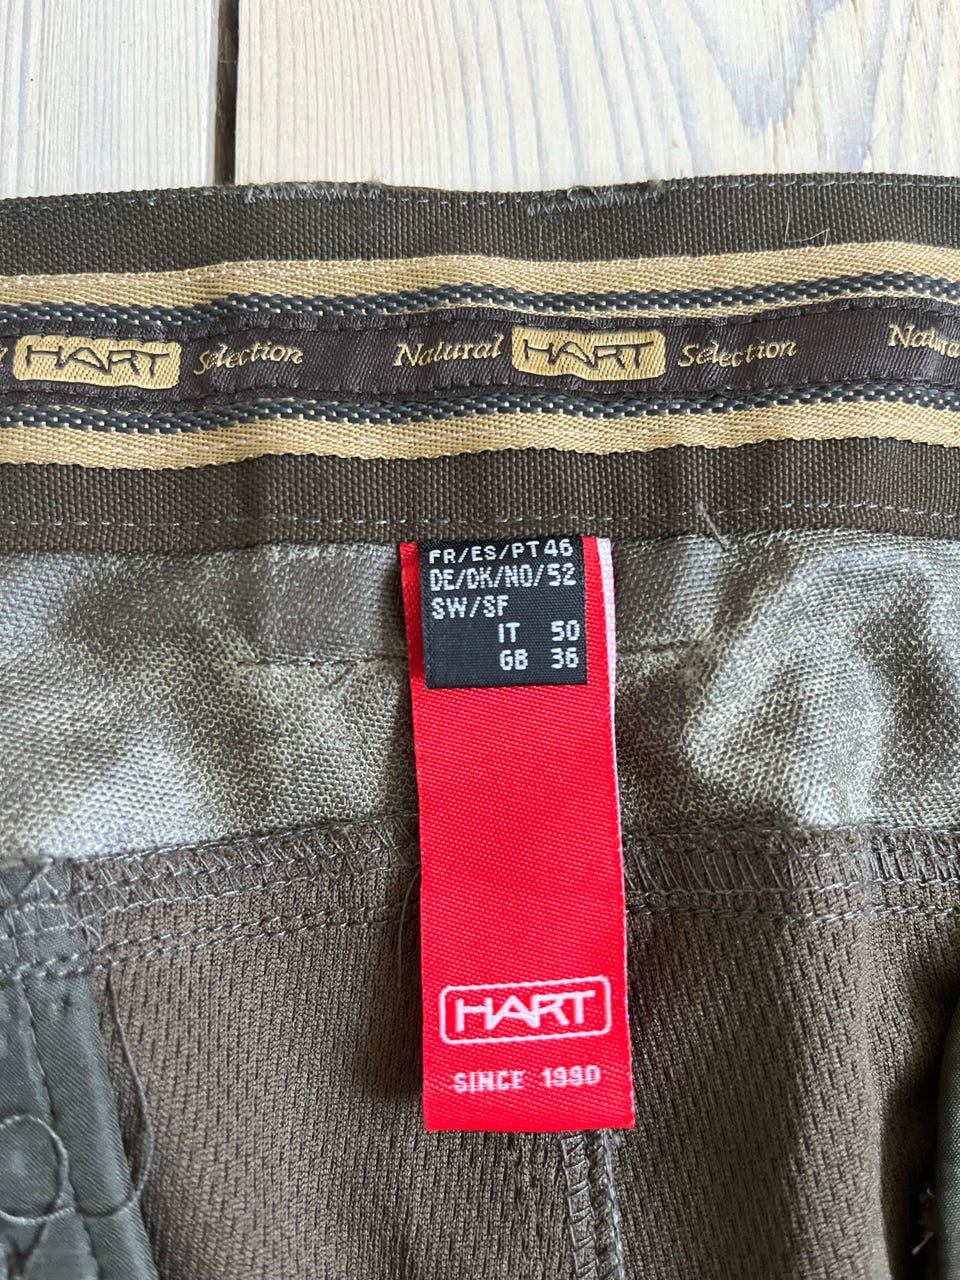 HART Selection Natural HART Selection
FR/ES/PT 46
DE/DK/NO/52
SW/SF
IT 50
GB 36
HART
SINCE 1990